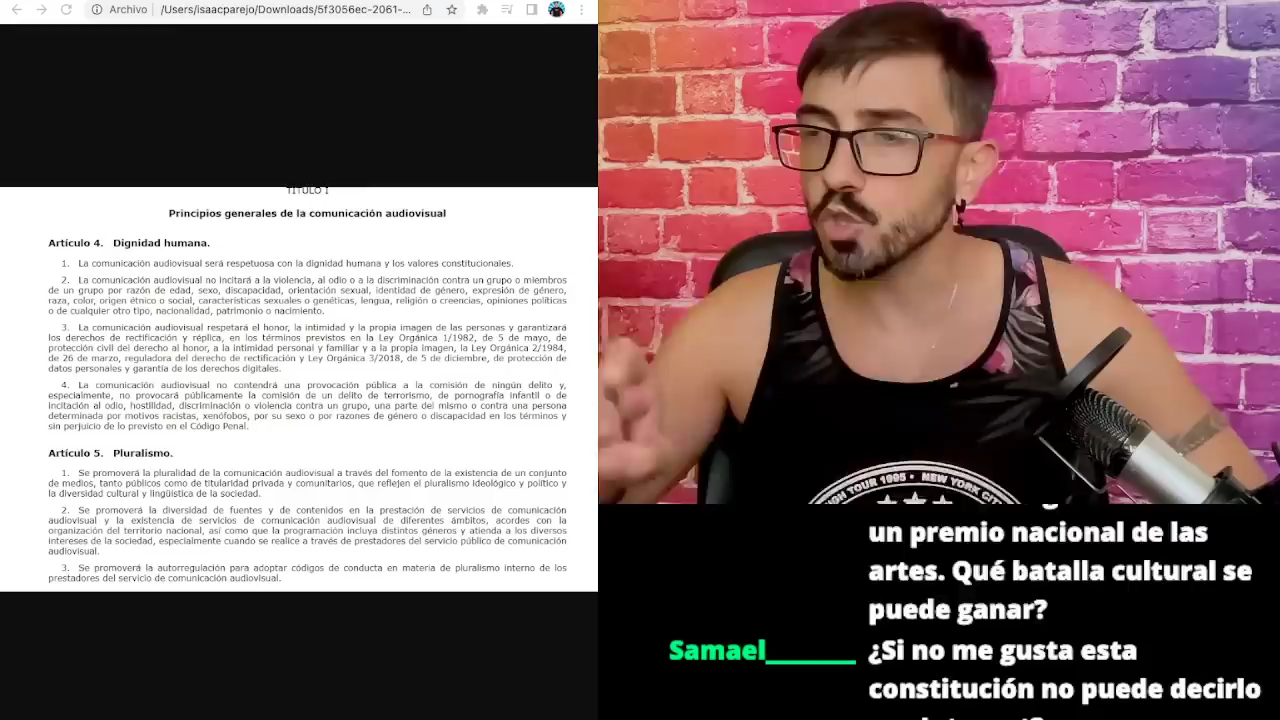 Archivo
/Users/isaacparejo/Downloads/5f3056ec-2061-...
TÍTULO I
Principios generales de la comunicación audiovisual
Artículo 4. Dignidad humana.
1. La comunicación audiovisual será respetuosa con la dignidad humana y los valores constitucionales.
2. La comunicación audiovisual no incitará a la violencia, al odio o a la discriminación contra un grupo o miembros
de un grupo por razón de edad, sexo, discapacidad, orientación sexual, identidad de género, expresión de género,
raza, color, origen étnico o social, características sexuales o genéticas, lengua, religión o creencias, opiniones políticas
o de cualquier otro tipo, nacionalidad, patrimonio o nacimiento.
3. La comunicación audiovisual respetará el honor, la intimidad y la propia imagen de las personas y garantizará
los derechos de rectificación y réplica, en los términos previstos en la Ley Orgánica 1/1982, de 5 de mayo, de
protección civil del derecho al honor, a la intimidad personal y familiar y a la propia imagen, la Ley Orgánica 2/1984,
de 26 de marzo, reguladora del derecho de rectificación y Ley Orgánica 3/2018, de 5 de diciembre, de protección de
datos personales y garantía de los derechos digitales.
4. La comunicación audiovisual no contendrá una provocación pública a la comisión de ningún delito y,
especialmente, no provocará públicamente la comisión de un delito de terrorismo, de pornografía infantil o de
incitación al odio, hostilidad, discriminación o violencia contra un grupo, una parte del mismo o contra una persona
determinada por motivos racistas, xenófobos, por su sexo o por razones de género o discapacidad en los términos y
sin perjuicio de lo previsto en el Código Penal.
Artículo 5. Pluralismo.
1. Se promoverá la pluralidad de la comunicación audiovisual a través del fomento de la existencia de un conjunto
de medios, tanto públicos como de titularidad privada y comunitarios, que reflejen el pluralismo ideológico y político y
la diversidad cultural y lingüística de la sociedad.
2. Se promoverá la diversidad de fuentes y de contenidos en la prestación de servicios de comunicación
audiovisual y la existencia de servicios de comunicación audiovisual de diferentes ámbitos, acordes con la
organización del territorio nacional, así como que la programación incluya distintos géneros y atienda a los diversos
intereses de la sociedad, especialmente cuando se realice a través de prestadores del servicio público de comunicación
audiovisual.
3. Se promoverá la autorregulación para adoptar códigos de conducta en materia de pluralismo interno de los
prestadores del servicio de comunicación audiovisual.
TOUR 1995 • NEW YORK CITY
un premio nacional de las
artes. Qué batalla cultural se
puede ganar?
Samael_______ ¿Si no me gusta esta
constitución no puede decirlo